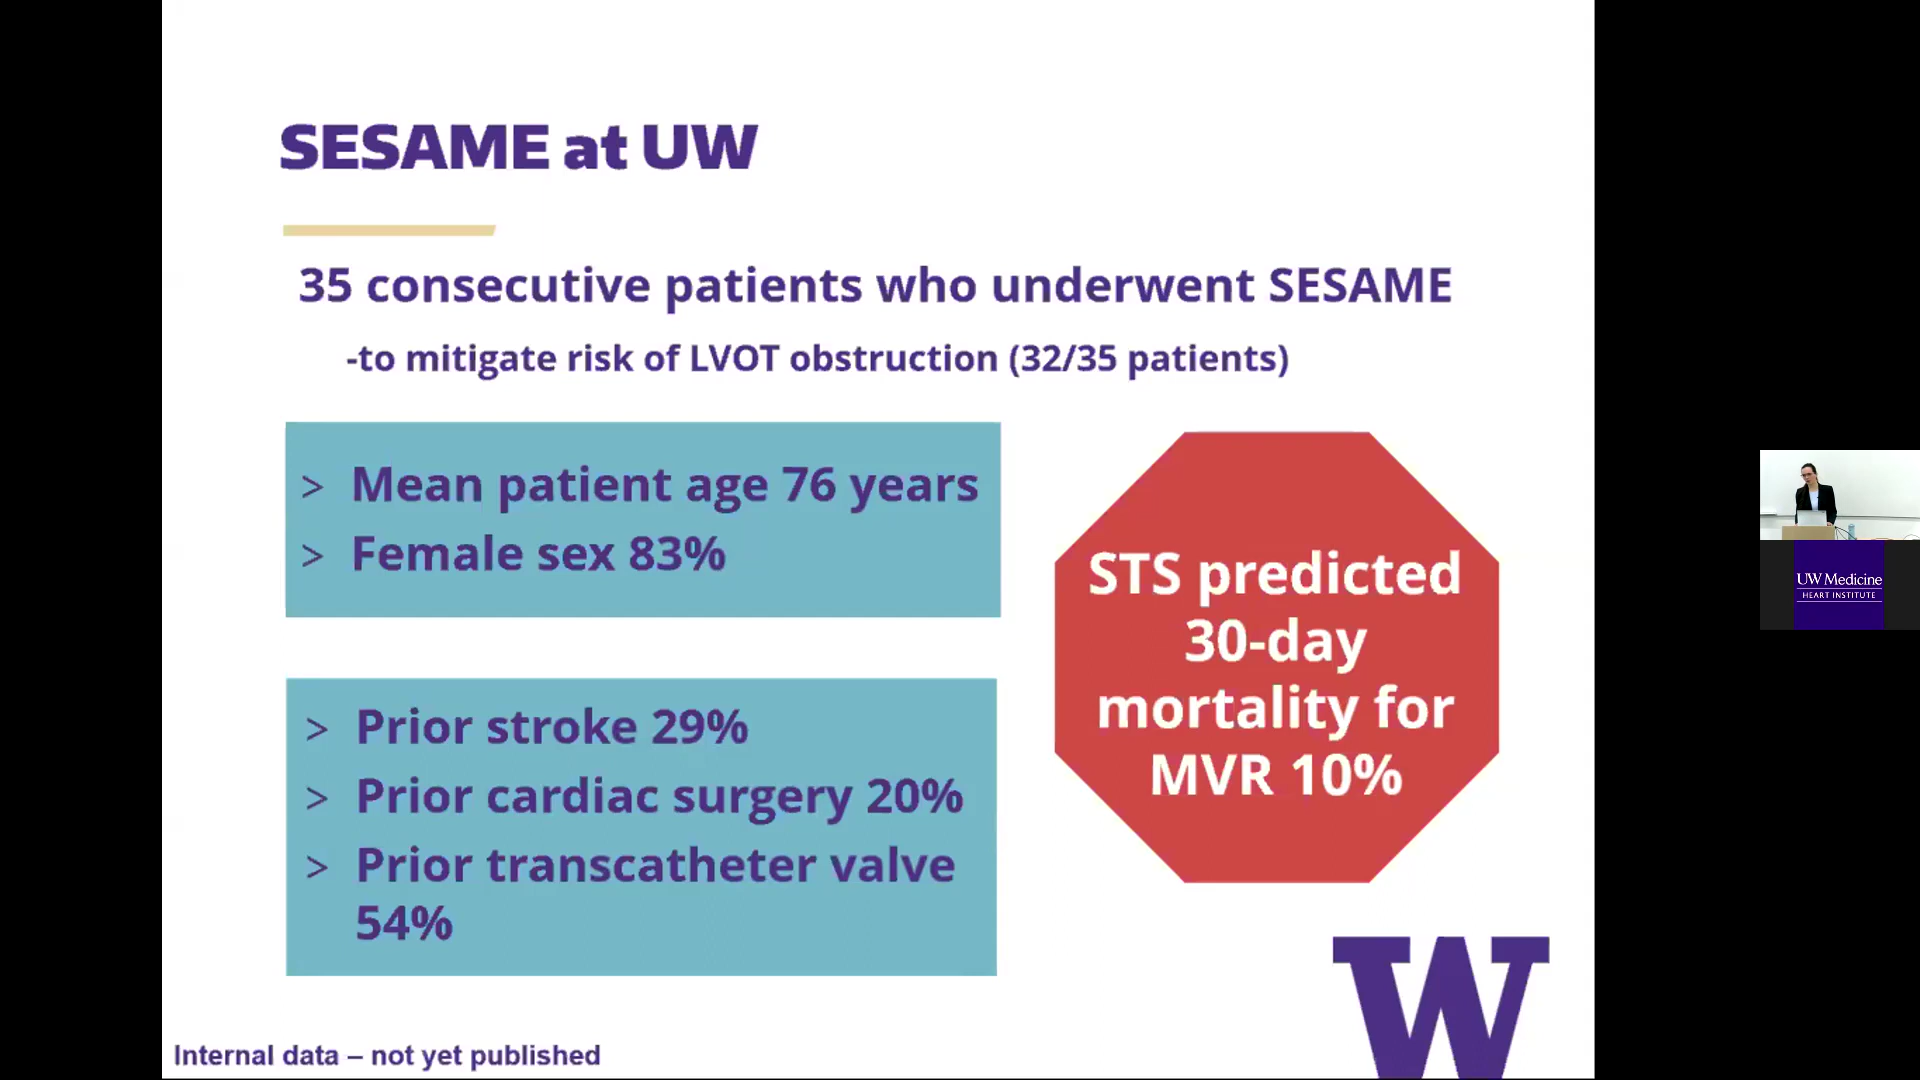 SESAME at UW
35 consecutive patients who underwent SESAME
-to mitigate risk of LVOT obstruction (32/35 patients)
> Mean patient age 76 years
> Female sex 83%
> Prior stroke 29%
> Prior cardiac surgery 20%
> Prior transcatheter valve
54%
STS predicted
30-day
mortality for
MVR 10%
W
Internal data – not yet published
UW Medicine
HEART INSTITUTE